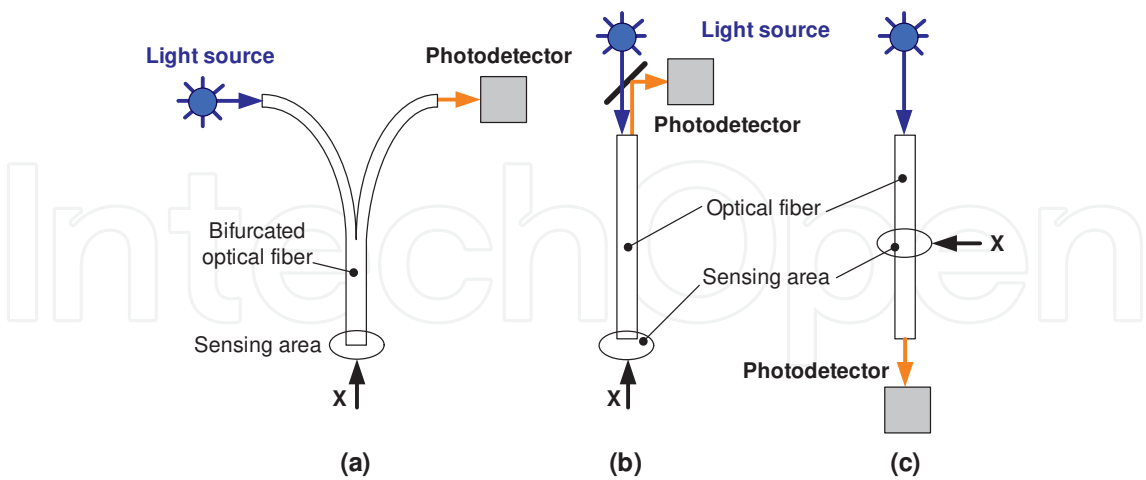 Light source
Photodetector
Bifurcated
optical fiber
Sensing area
X
(a)
Light source
Photodetector
Optical fiber
Sensing area
X
(b)
X
Photodetector
(c)
IntechOpen